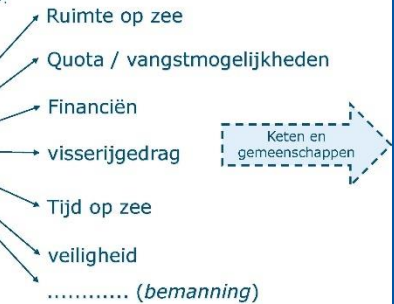 Ruimte op zee
Quota / vangstmogelijkheden
Financiën
visserijgedrag
Keten en
gemeenschappen
Tijd op zee
veiligheid
............ (bemanning)